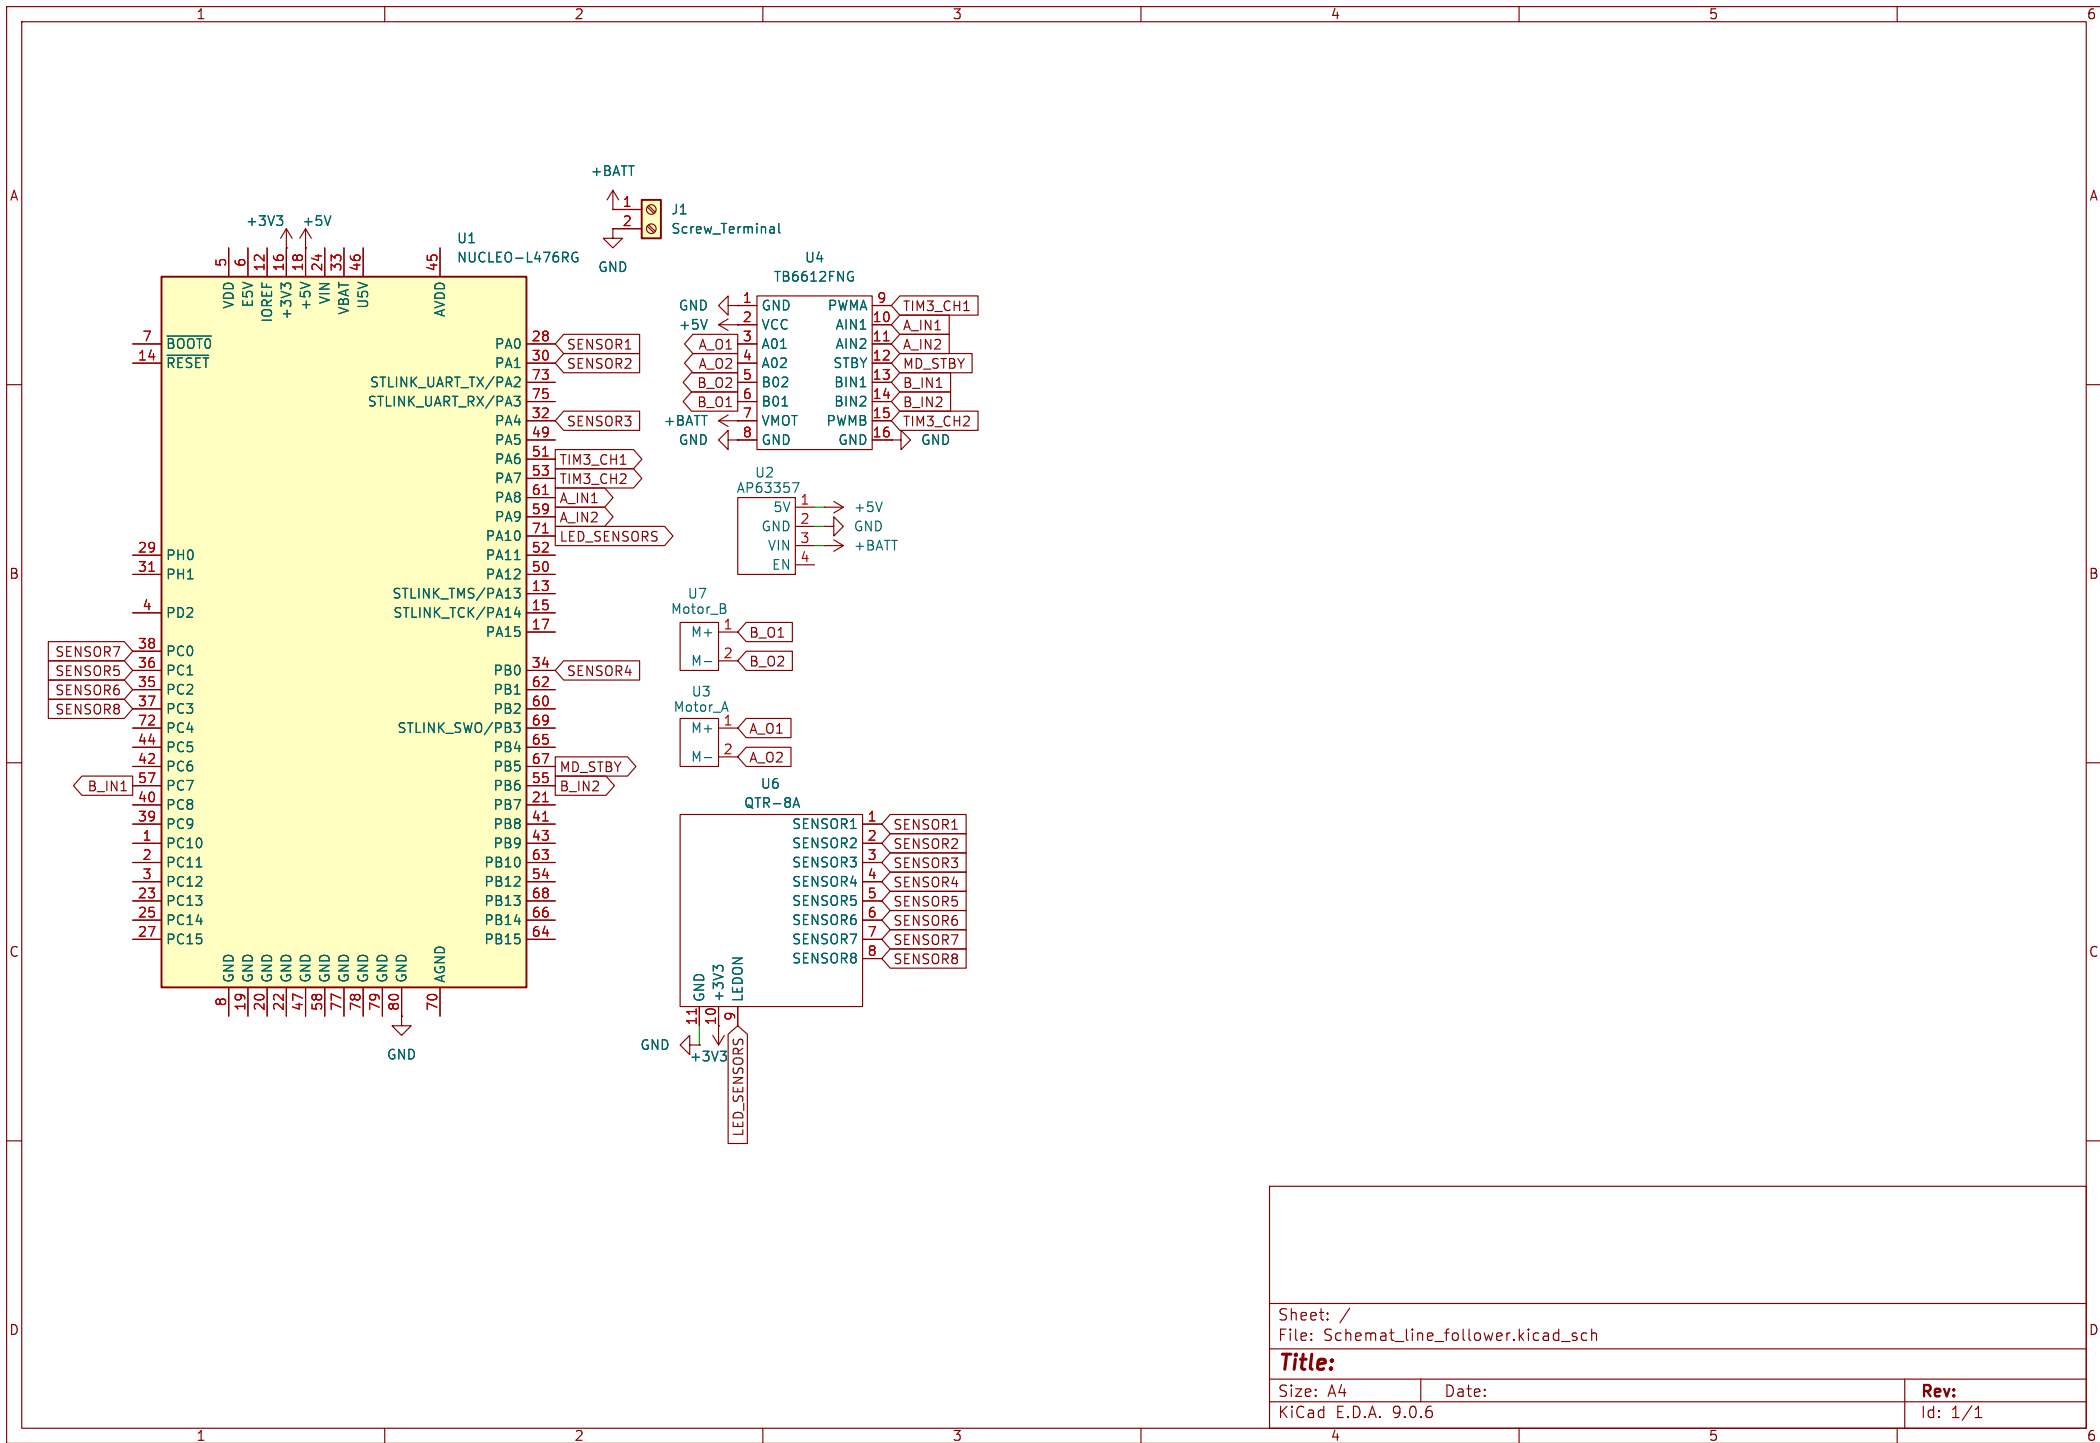 1 2 3 4 5 6
A A
B B
C C
D D
1 2 3 4 5 6
+BATT
1
2
J1
Screw_Terminal
GND
+3V3 +5V
U1
NUCLEO-L476RG
5 6 12 16 18 24 33 46 45
VDD E5V IOREF +3V3 +5V VIN VBAT U5V AVDD
7 BOOT0
14 RESET
29 PH0
31 PH1
4 PD2
SENSOR7 38 PC0
SENSOR5 36 PC1
SENSOR6 35 PC2
SENSOR8 37 PC3
72 PC4
44 PC5
42 PC6
B_IN1 57 PC7
40 PC8
39 PC9
1 PC10
2 PC11
3 PC12
23 PC13
25 PC14
27 PC15
PA0 28 SENSOR1
PA1 30 SENSOR2
STLINK_UART_TX/PA2 73
STLINK_UART_RX/PA3 75
PA4 32 SENSOR3
PA5 49
PA6 51 TIM3_CH1
PA7 53 TIM3_CH2
PA8 61 A_IN1
PA9 59 A_IN2
PA10 71 LED_SENSORS
PA11 52
PA12 50
STLINK_TMS/PA13 13
STLINK_TCK/PA14 15
PA15 17
PB0 34 SENSOR4
PB1 62
PB2 60
STLINK_SWO/PB3 69
PB4 65
PB5 67 MD_STBY
PB6 55 B_IN2
PB7 21
PB8 41
PB9 43
PB10 63
PB12 54
PB13 68
PB14 66
PB15 64
GND GND GND GND GND GND GND GND GND GND AGND
8 19 20 22 47 58 77 78 79 80 70
GND
U4
TB6612FNG
GND 1 GND PWMA 9 TIM3_CH1
+5V 2 VCC AIN1 10 A_IN1
A_O1 3 A01 AIN2 11 A_IN2
A_O2 4 A02 STBY 12 MD_STBY
B_O2 5 B02 BIN1 13 B_IN1
B_O1 6 B01 BIN2 14 B_IN2
+BATT 7 VMOT PWMB 15 TIM3_CH2
GND 8 GND GND 16 GND
U2
AP63357
5V 1 +5V
GND 2 GND
VIN 3 +BATT
EN 4
U7
Motor_B
M+ 1 B_O1
M- 2 B_O2
U3
Motor_A
M+ 1 A_O1
M- 2 A_O2
U6
QTR-8A
SENSOR1 1 SENSOR1
SENSOR2 2 SENSOR2
SENSOR3 3 SENSOR3
SENSOR4 4 SENSOR4
SENSOR5 5 SENSOR5
SENSOR6 6 SENSOR6
SENSOR7 7 SENSOR7
SENSOR8 8 SENSOR8
GND +3V3 LEDON
11 10 9
GND
+3V3
LED_SENSORS
Sheet: /
File: Schemat_line_follower.kicad_sch
Title:
Size: A4 Date: Rev:
KiCad E.D.A. 9.0.6 Id: 1/1